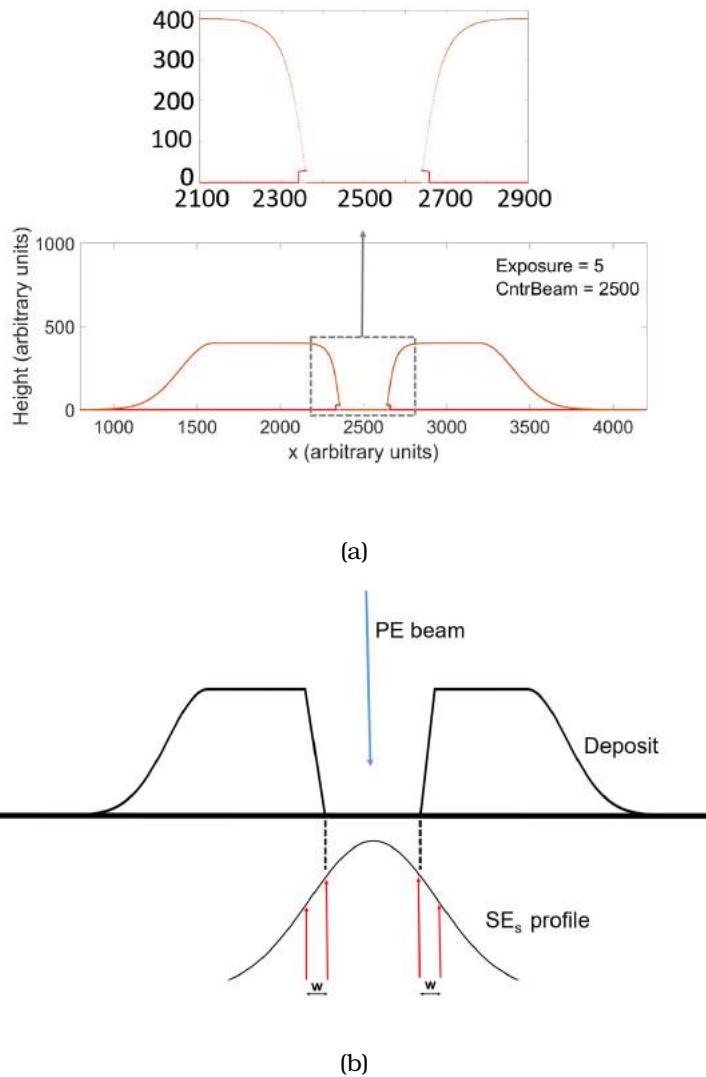 400
300
200
100
0
2100 2300 2500 2700 2900
1000
500
0
Height (arbitrary units)
Exposure = 5
CntrBeam = 2500
1000 1500 2000 2500 3000 3500 4000
x (arbitrary units)
(a)
PE beam
Deposit
SEs profile
w w
(b)